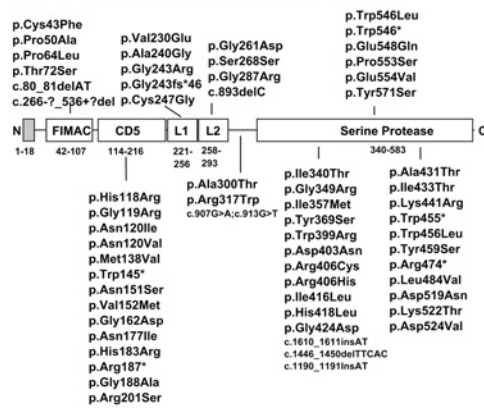 p.Cys43Phe
p.Pro50Ala
p.Pro64Leu
p.Thr72Ser
c.80_81delAT
c.266-?_536+?del
p.Val230Glu
p.Ala240Gly
p.Gly243Arg
p.Gly243fs*46
p.Cys247Gly
p.Gly261Asp
p.Ser268Ser
p.Gly287Arg
c.893delC
p.Trp546Leu
p.Trp546*
p.Glu548Gln
p.Pro553Ser
p.Glu554Val
p.Tyr571Ser
N FIMAC CD5 L1 L2 Serine Protease C
1-18 42-107 114-216 221-256 258-293 340-583
p.His118Arg
p.Gly119Arg
p.Asn120Ile
p.Asn120Val
p.Met138Val
p.Trp145*
p.Asn151Ser
p.Val152Met
p.Gly162Asp
p.Asn177Ile
p.His183Arg
p.Arg187*
p.Gly188Ala
p.Arg201Ser
p.Ala300Thr
p.Arg317Trp
c.907G>A;c.913G>T
p.Ile340Thr
p.Gly349Arg
p.Ile357Met
p.Tyr369Ser
p.Trp399Arg
p.Asp403Asn
p.Arg406Cys
p.Arg406His
p.Ile416Leu
p.His418Leu
p.Gly424Asp
c.1610_1611insAT
c.1446_1450delTTCAC
c.1190_1191InsAT
p.Ala431Thr
p.Ile433Thr
p.Lys441Arg
p.Trp455*
p.Trp456Leu
p.Tyr459Ser
p.Arg474*
p.Leu484Val
p.Asp519Asn
p.Lys522Thr
p.Asp524Val